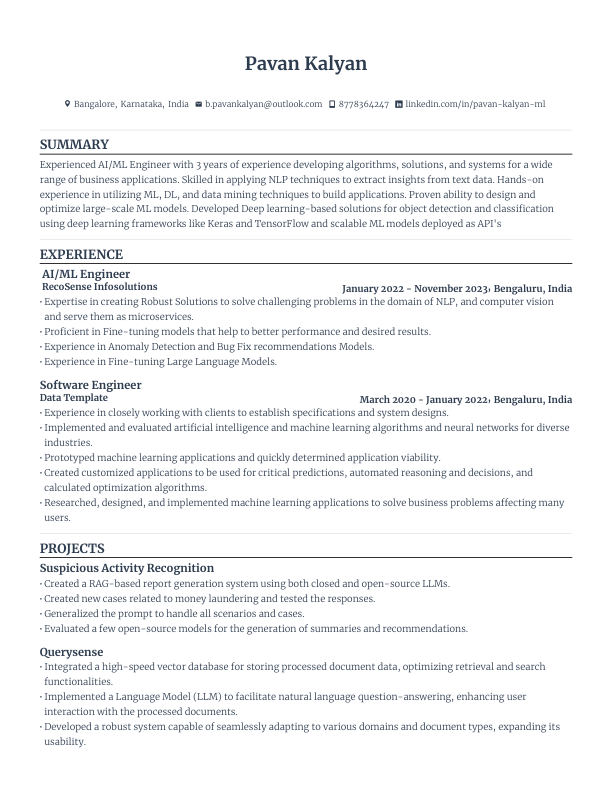 Pavan Kalyan
Bangalore, Karnataka, India b.pavankalyan@outlook.com 8778364247 linkedin.com/in/pavan-kalyan-ml
SUMMARY
Experienced AI/ML Engineer with 3 years of experience developing algorithms, solutions, and systems for a wide
range of business applications. Skilled in applying NLP techniques to extract insights from text data. Hands-on
experience in utilizing ML, DL, and data mining techniques to build applications. Proven ability to design and
optimize large-scale ML models. Developed Deep learning-based solutions for object detection and classification
using deep learning frameworks like Keras and TensorFlow and scalable ML models deployed as API's
EXPERIENCE
AI/ML Engineer
RecoSense Infosolutions January 2022 - November 2023, Bengaluru, India
· Expertise in creating Robust Solutions to solve challenging problems in the domain of NLP, and computer vision
and serve them as microservices.
· Proficient in Fine-tuning models that help to better performance and desired results.
· Experience in Anomaly Detection and Bug Fix recommendations Models.
· Experience in Fine-tuning Large Language Models.
Software Engineer
Data Template March 2020 - January 2022, Bengaluru, India
· Experience in closely working with clients to establish specifications and system designs.
· Implemented and evaluated artificial intelligence and machine learning algorithms and neural networks for diverse
industries.
· Prototyped machine learning applications and quickly determined application viability.
· Created customized applications to be used for critical predictions, automated reasoning and decisions, and
calculated optimization algorithms.
· Researched, designed, and implemented machine learning applications to solve business problems affecting many
users.
PROJECTS
Suspicious Activity Recognition
· Created a RAG-based report generation system using both closed and open-source LLMs.
· Created new cases related to money laundering and tested the responses.
· Generalized the prompt to handle all scenarios and cases.
· Evaluated a few open-source models for the generation of summaries and recommendations.
Querysense
· Integrated a high-speed vector database for storing processed document data, optimizing retrieval and search
functionalities.
· Implemented a Language Model (LLM) to facilitate natural language question-answering, enhancing user
interaction with the processed documents.
· Developed a robust system capable of seamlessly adapting to various domains and document types, expanding its
usability.